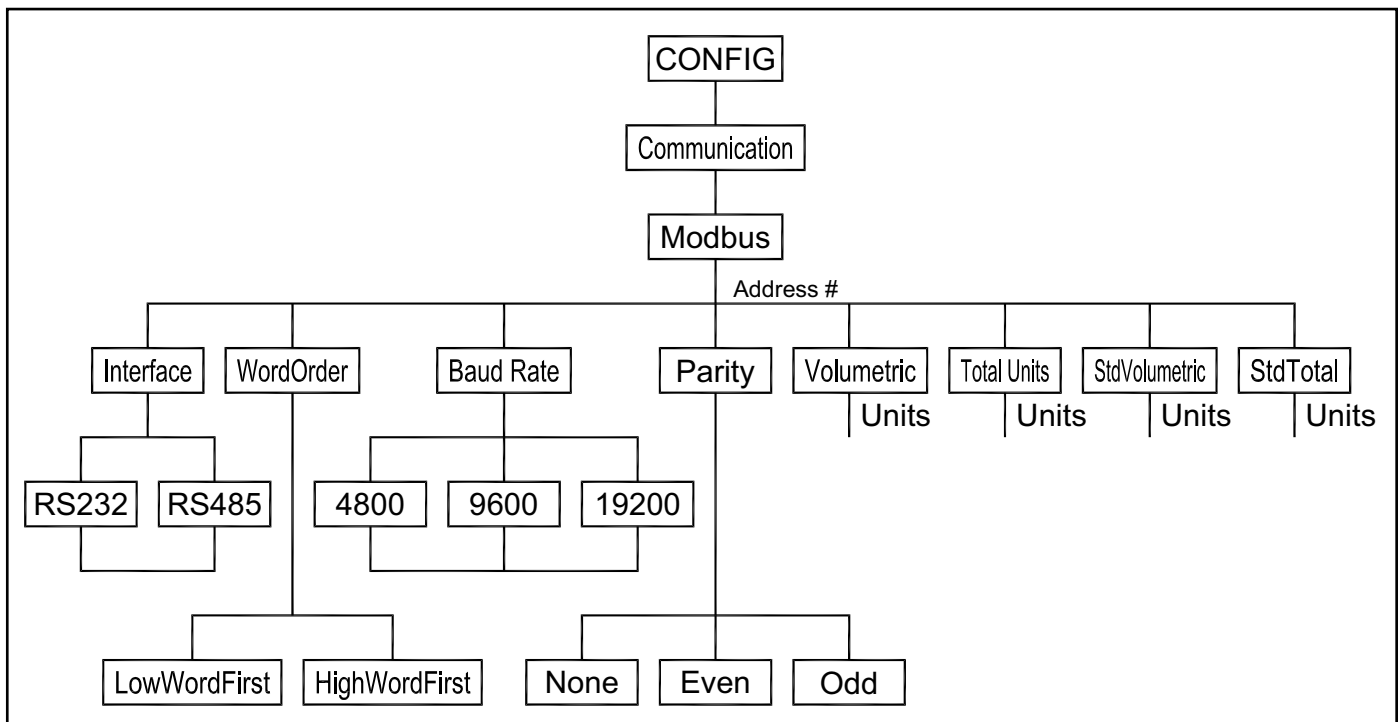 CONFIG
Communication
Modbus
Address #
Interface
WordOrder
Baud Rate
Parity
Volumetric
Total Units
StdVolumetric
StdTotal
Units
Units
Units
Units
RS232
RS485
4800
9600
19200
LowWordFirst
HighWordFirst
None
Even
Odd